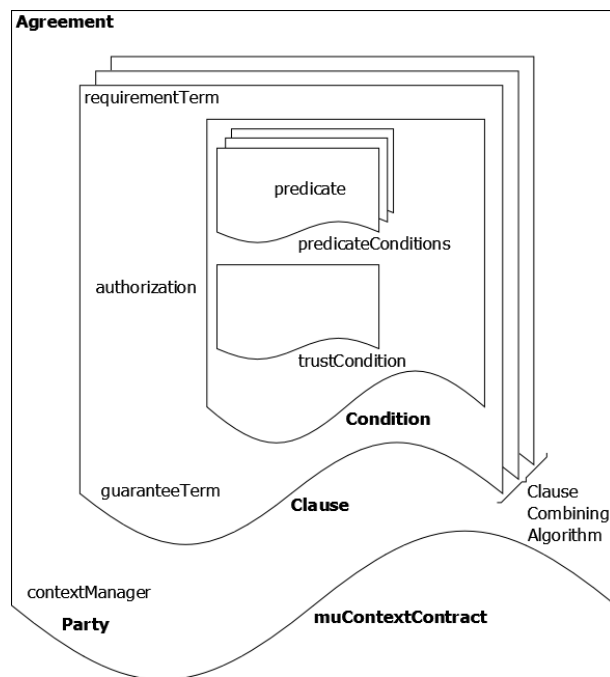 Agreement
requirementTerm
predicate
predicateConditions
authorization
trustCondition
Condition
guaranteeTerm
Clause
Clause
Combining
Algorithm
contextManager
Party
muContextContract